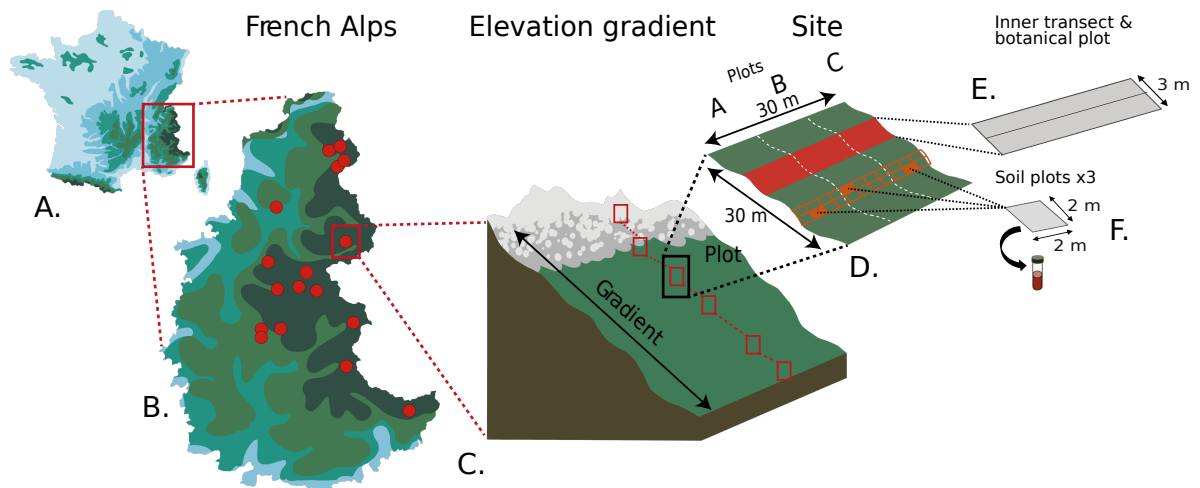 French Alps
Elevation gradient
Site
Inner transect &
botanical plot
Plots
A
B
C
30 m
30 m
E.
3 m
Soil plots x3
2 m
2 m
F.
A.
B.
C.
D.
Plot
Gradient